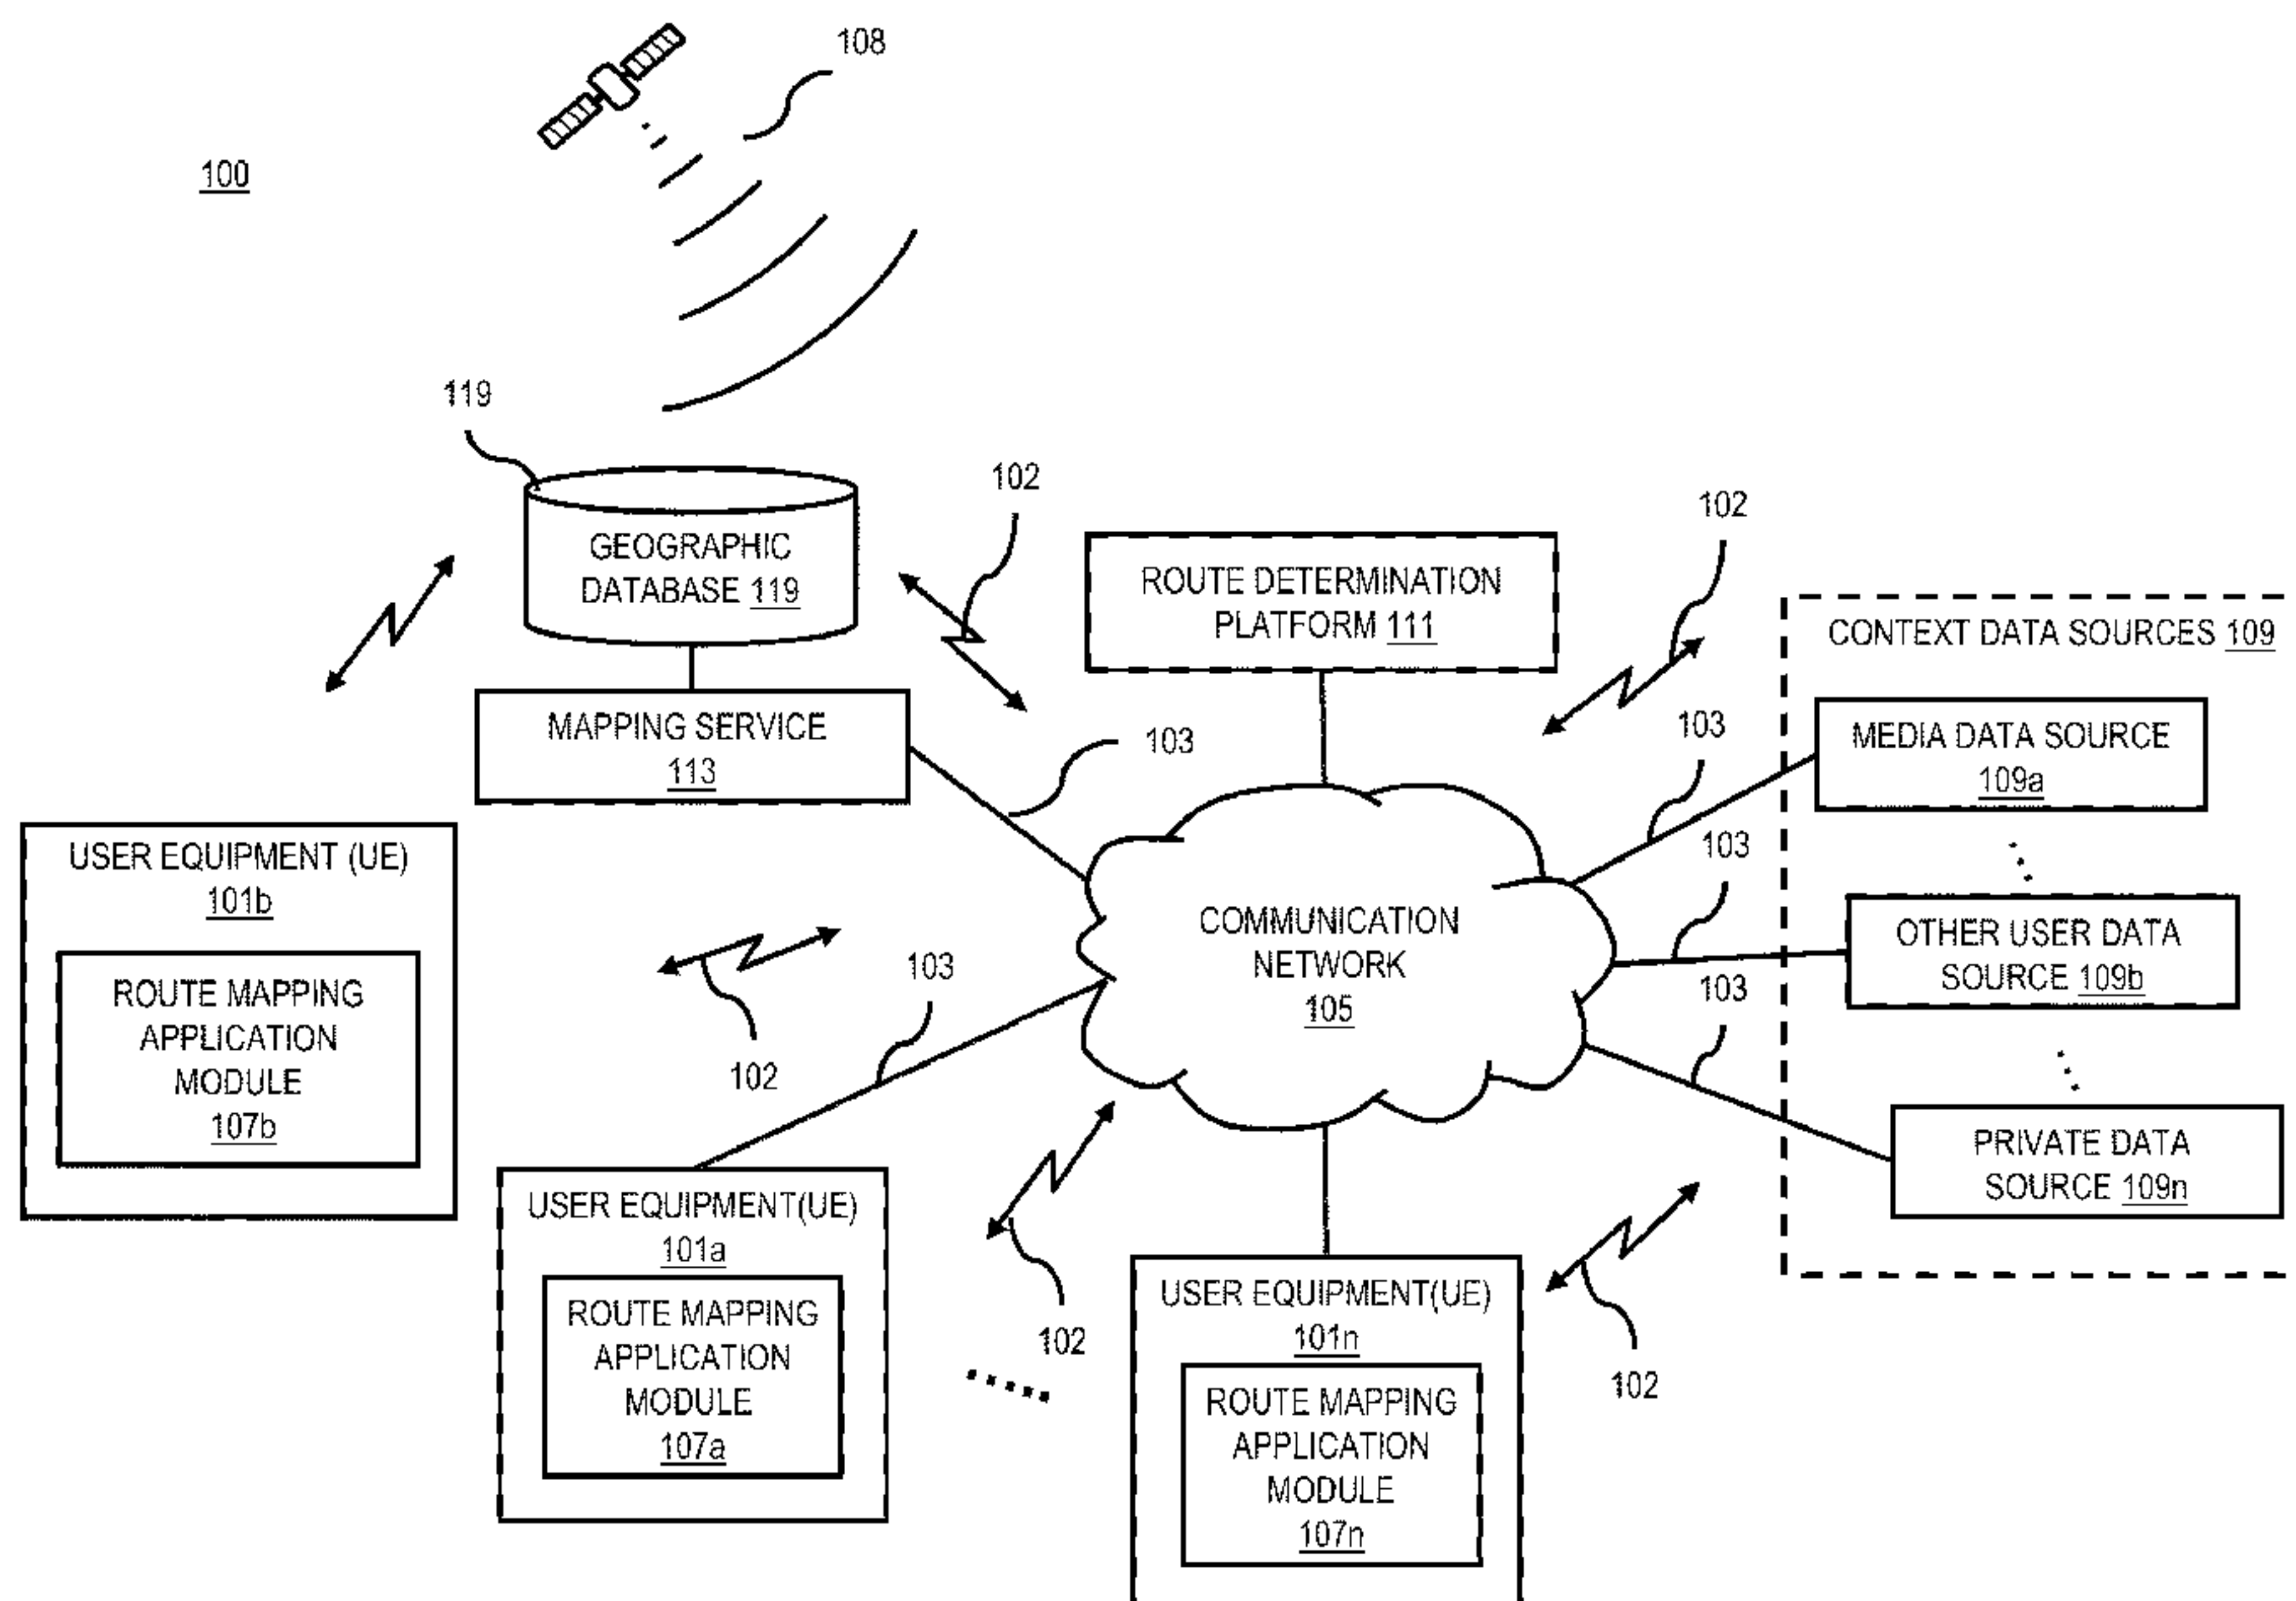 108
100
119
102
102
GEOGRAPHIC
DATABASE 119
ROUTE DETERMINATION
PLATFORM 111
CONTEXT DATA SOURCES 109
MAPPING SERVICE
113
103
103
MEDIA DATA SOURCE
109a
USER EQUIPMENT (UE)
101b
ROUTE MAPPING
APPLICATION
MODULE
107b
103
OTHER USER DATA
SOURCE 109b
COMMUNICATION
NETWORK
105
103
103
102
PRIVATE DATA
SOURCE 109n
USER EQUIPMENT(UE)
101a
ROUTE MAPPING
APPLICATION
MODULE
107a
102
USER EQUIPMENT(UE)
101n
ROUTE MAPPING
APPLICATION
MODULE
107n
102